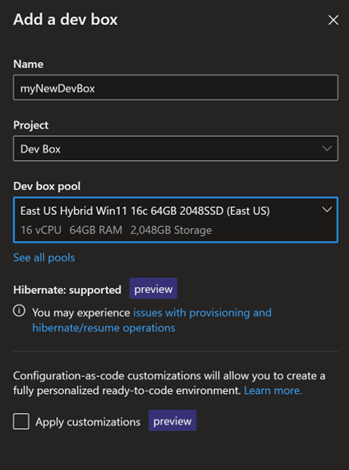 Add a dev box
Name
myNewDevBox
Project
Dev Box
Dev box pool
East US Hybrid Win11 16c 64GB 2048SSD (East US)
16 vCPU 64GB RAM 2,048GB Storage
See all pools
Hibernate: supported preview
You may experience issues with provisioning and
hibernate/resume operations
Configuration-as-code customizations will allow you to create a
fully personalized ready-to-code environment. Learn more.
Apply customizations preview